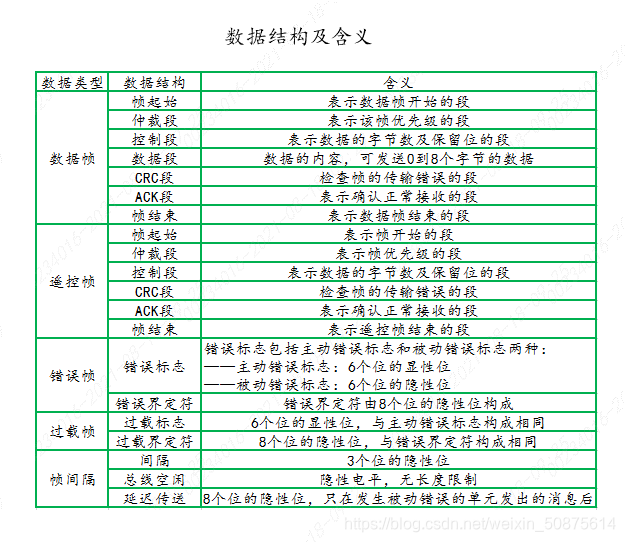 数据结构及含义
数据类型 数据结构 含义
数据帧 帧起始 表示数据帧开始的段
仲裁段 表示该帧优先级的段
控制段 表示数据的字节数及保留位的段
数据段 数据的内容，可发送0到8个字节的数据
CRC段 检查帧的传输错误的段
ACK段 表示确认正常接收的段
帧结束 表示数据帧结束的段
遥控帧 帧起始 表示帧开始的段
仲裁段 表示帧优先级的段
控制段 表示数据的字节数及保留位的段
CRC段 检查帧的传输错误的段
ACK段 表示确认正常接收的段
帧结束 表示遥控帧结束的段
错误帧 错误标志 错误标志包括主动错误标志和被动错误标志两种：
——主动错误标志：6个位的显性位
——被动错误标志：6个位的隐性位
错误界定符 错误界定符由8个位的隐性位构成
过载帧 过载标志 6个位的显性位，与主动错误标志构成相同
过载界定符 8个位的隐性位，与错误界定符构成相同
帧间隔 间隔 3个位的隐性位
总线空闲 隐性电平，无长度限制
延迟传送 8个位的隐性位，只在发生被动错误的单元发出的消息后
https://blog.csdn.net/weixin_50875614